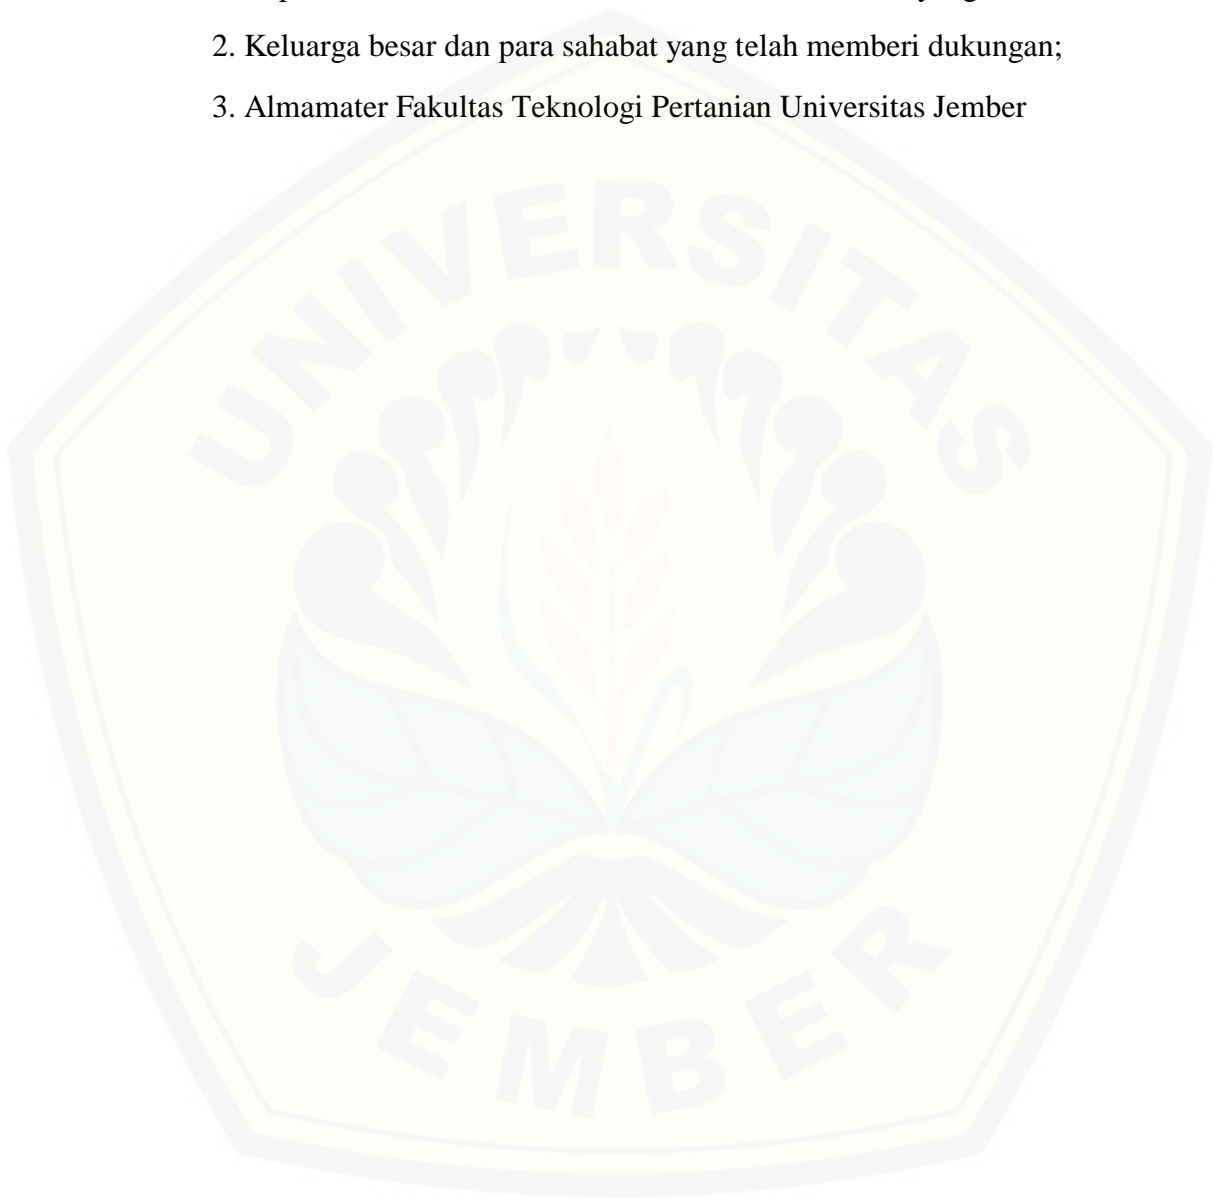 2. Keluarga besar dan para sahabat yang telah memberi dukungan;
3. Almamater Fakultas Teknologi Pertanian Universitas Jember
UNIVERSITAS
JEMBER